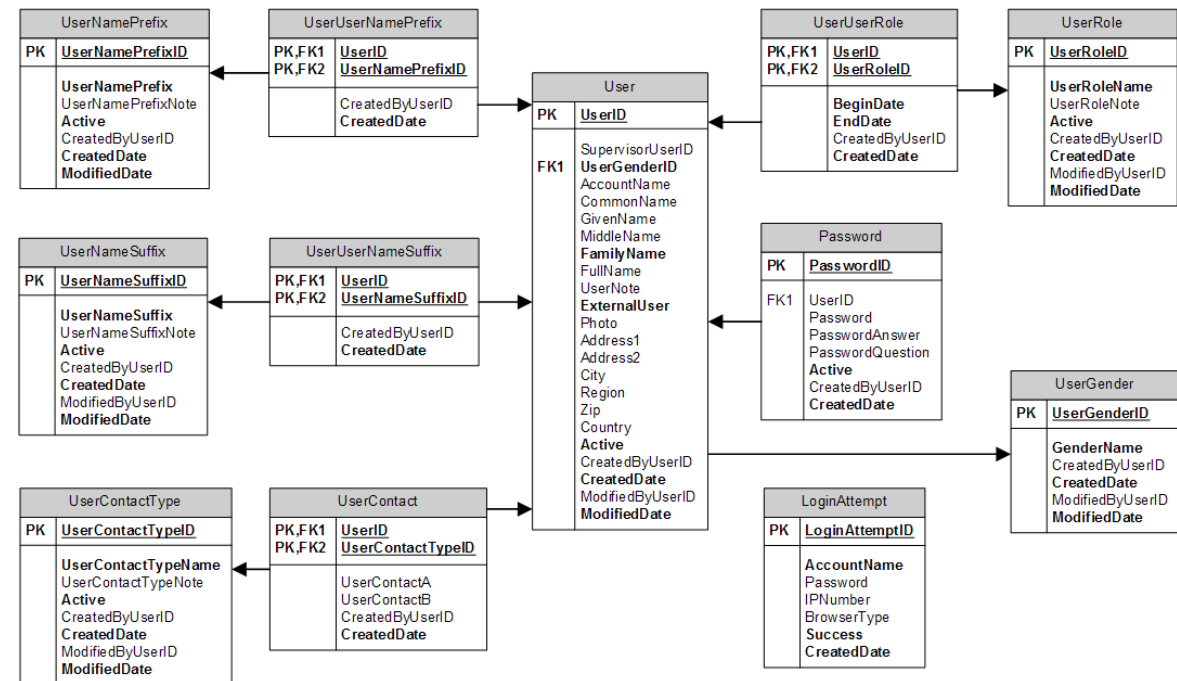 UserNamePrefix
PK UserNamePrefixID
UserNamePrefix
UserNamePrefixNote
Active
CreatedByUserID
CreatedDate
ModifiedDate
UserUserNamePrefix
PK,FK1 UserID
PK,FK2 UserNamePrefixID
CreatedByUserID
CreatedDate
User
PK UserID
SupervisorUserID
FK1 UserGenderID
AccountName
CommonName
GivenName
MiddleName
FamilyName
FullName
UserNote
ExternalUser
Photo
Address1
Address2
City
Region
Zip
Country
Active
CreatedByUserID
CreatedDate
ModifiedByUserID
ModifiedDate
UserUserRole
PK,FK1 UserID
PK,FK2 UserRoleID
BeginDate
EndDate
CreatedByUserID
CreatedDate
UserRole
PK UserRoleID
UserRoleName
UserRoleNote
Active
CreatedByUserID
CreatedDate
ModifiedByUserID
ModifiedDate
UserNameSuffix
PK UserNameSuffixID
UserNameSuffix
UserNameSuffixNote
Active
CreatedByUserID
CreatedDate
ModifiedByUserID
ModifiedDate
UserUserNameSuffix
PK,FK1 UserID
PK,FK2 UserNameSuffixID
CreatedByUserID
CreatedDate
Password
PK PasswordID
FK1 UserID
Password
PasswordAnswer
PasswordQuestion
Active
CreatedByUserID
CreatedDate
UserGender
PK UserGenderID
GenderName
CreatedByUserID
CreatedDate
ModifiedByUserID
ModifiedDate
UserContactType
PK UserContactTypeID
UserContactTypeName
UserContactTypeNote
Active
CreatedByUserID
CreatedDate
ModifiedByUserID
ModifiedDate
UserContact
PK,FK1 UserID
PK,FK2 UserContactTypeID
UserContactA
UserContactB
CreatedByUserID
CreatedDate
LoginAttempt
PK LoginAttemptID
AccountName
Password
IPNumber
BrowserType
Success
CreatedDate